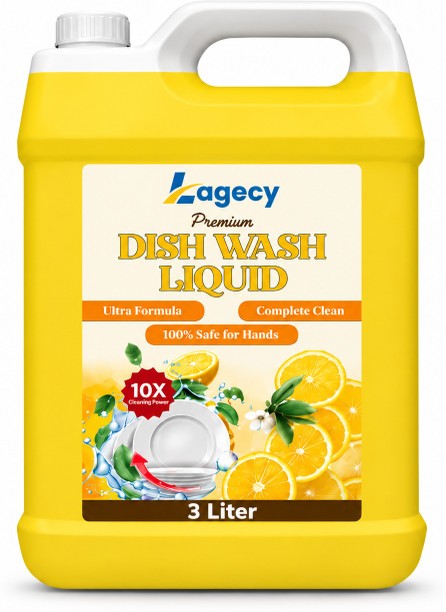 Lagecy
Premium
DISH WASH
LIQUID
Ultra Formula
Complete Clean
100% Safe for Hands
10X
Cleaning Power
3 Liter